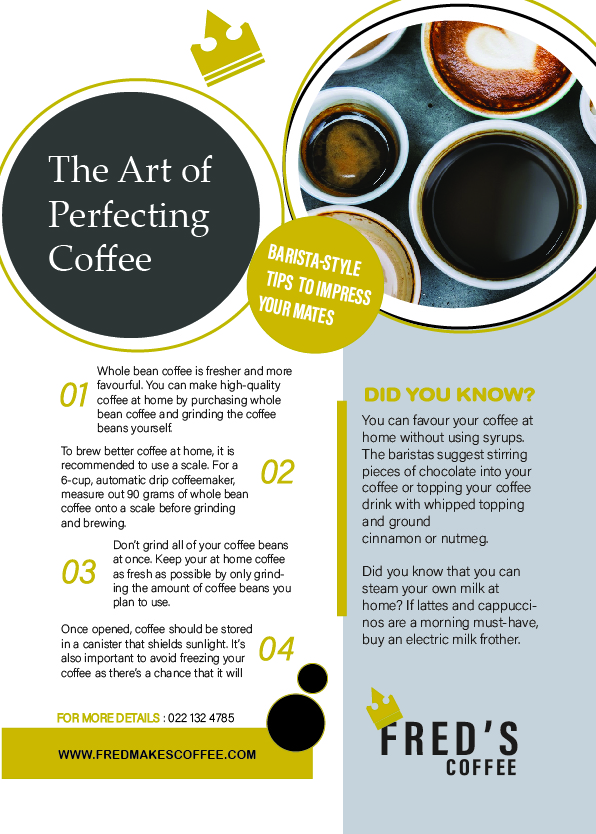 The Art of
Perfecting
Coffee
BARISTA-STYLE
TIPS TO IMPRESS
YOUR MATES
01
Whole bean coffee is fresher and more
favourful. You can make high-quality
coffee at home by purchasing whole
bean coffee and grinding the coffee
beans yourself.
To brew better coffee at home, it is
recommended to use a scale. For a
6-cup, automatic drip coffeemaker,
measure out 90 grams of whole bean
coffee onto a scale before grinding
and brewing.
02
03
Don't grind all of your coffee beans
at once. Keep your at home coffee
as fresh as possible by only grind-
ing the amount of coffee beans you
plan to use.
Once opened, coffee should be stored
in a canister that shields sunlight. It's
also important to avoid freezing your
coffee as there's a chance that it will
04
FOR MORE DETAILS : 022 132 4785
WWW.FREDMAKESCOFFEE.COM
DID YOU KNOW?
You can favour your coffee at
home without using syrups.
The baristas suggest stirring
pieces of chocolate into your
coffee or topping your coffee
drink with whipped topping
and ground
cinnamon or nutmeg.
Did you know that you can
steam your own milk at
home? If lattes and cappucci-
nos are a morning must-have,
buy an electric milk frother.
FRED'S
COFFEE